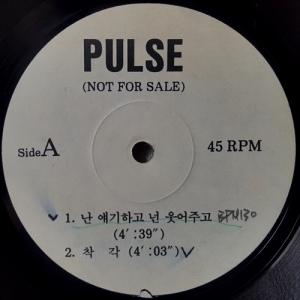 PULSE
(NOT FOR SALE)
Side A 45 RPM
1. 난 얘기하고 넌 웃어주고 BPM130
(4′:39″)
2. 착 각 (4′:03″)